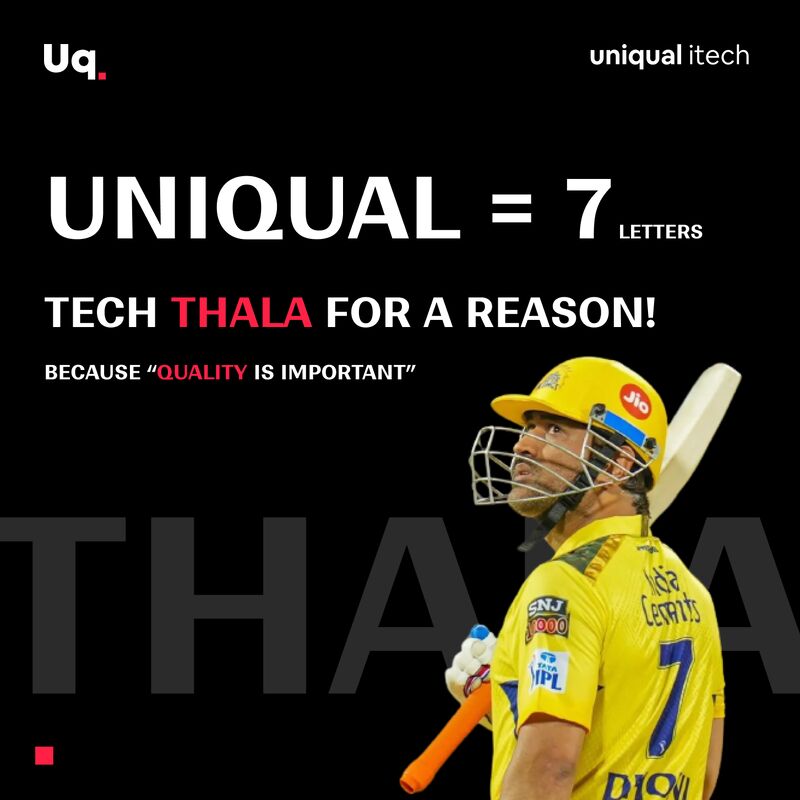 Uq.
uniqual itech
UNIQUAL = 7 LETTERS
TECH THALA FOR A REASON!
BECAUSE “QUALITY IS IMPORTANT”
THALA
Jio
India
Cements
SNJ
10000
TATA
IPL
7
DHONI